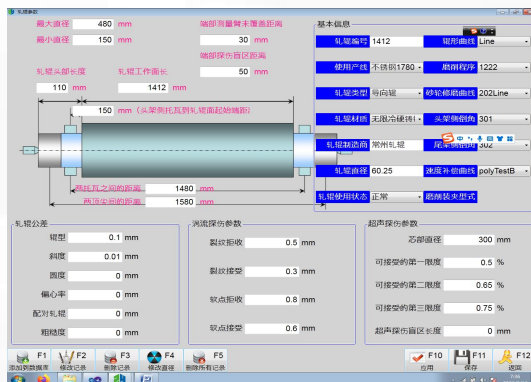 轧辊数据
最大直径 480 mm 端部测量臂未覆盖距离
最小直径 150 mm 30 mm
端部探伤盲区距离
轧辊头部长度 轧辊工作面长 50 mm
110 mm 1412 mm
150 mm（头架侧托瓦到轧辊面起始端距）
两托瓦之间的距离 1480 mm
两顶尖间的距离 1580 mm
基本信息
轧辊编号 1412 辊形曲线 Line
使用产线 不锈钢1780 磨削程序 1222
轧辊类型 导向辊 砂轮修磨曲线 202Line
轧辊材质 无限冷硬铸 头架侧倒角 301
轧辊制造商 常州轧辊 尾架侧倒角 302
轧辊直径 60.25 速度补偿曲线 polyTestB
轧辊使用状态 正常 磨削装夹型式
轧辊公差
辊型 0.1 mm
斜度 0.01 mm
圆度 0 mm
偏心率 0 mm
配对轧辊 0 mm
粗糙度 0 mm
涡流探伤参数
裂纹拒收 0.5 mm
裂纹接受 0.3 mm
软点拒收 0.8 mm
软点接受 0.6 mm
超声探伤参数
芯部直径 300 mm
可接受的第一限度 0.5 %
可接受的第二限度 0.65 %
可接受的第三限度 0.75 %
超声探伤盲区长度 0 mm
F1 F2 F3 F4 F5 F10 F11 F12
添加到数据库 修改记录 删除记录 修改直径 删除所有记录 应用 保存 返回